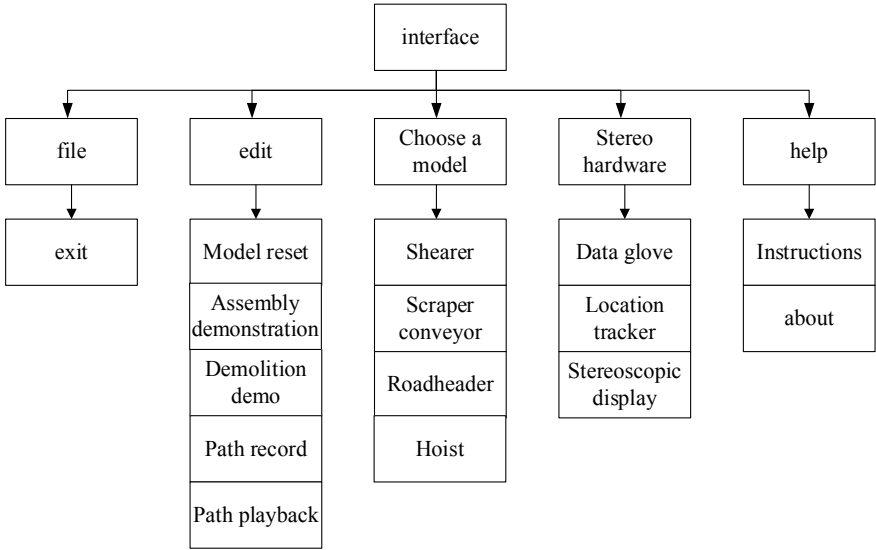 interface
file
edit
Choose a
model
Stereo
hardware
help
exit
Model reset
Assembly
demonstration
Demolition
demo
Path record
Path playback
Shearer
Scraper
conveyor
Roadheader
Hoist
Data glove
Location
tracker
Stereoscopic
display
Instructions
about